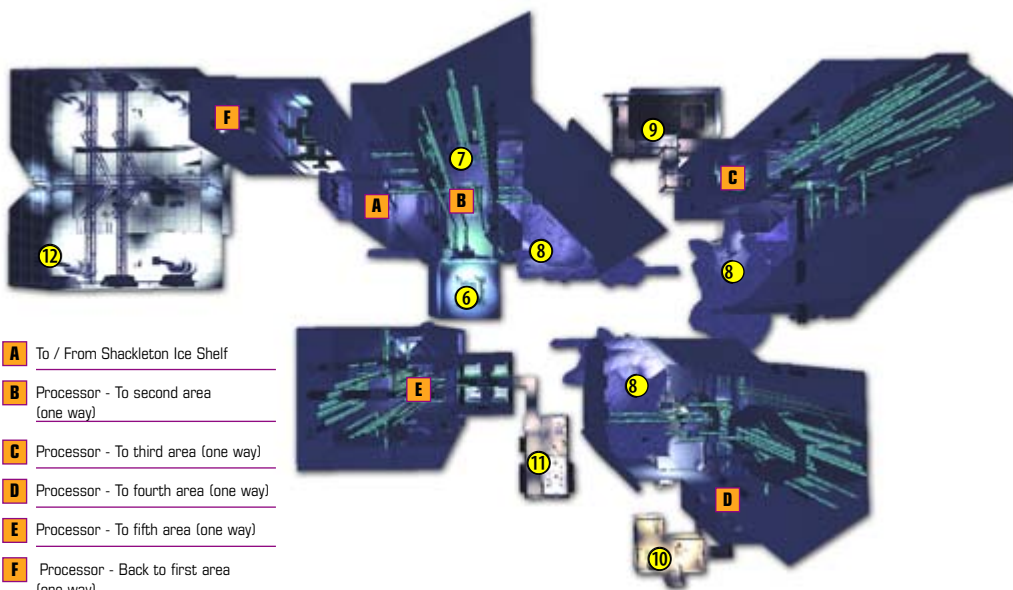 F
9
7
C
A
B
8
8
12
6
A To / From Shackleton Ice Shelf
B Processor - To second area
(one way)
C Processor - To third area (one way)
D Processor - To fourth area (one way)
E Processor - To fifth area (one way)
F Processor - Back to first area
(one way)
8
E
11
D
10